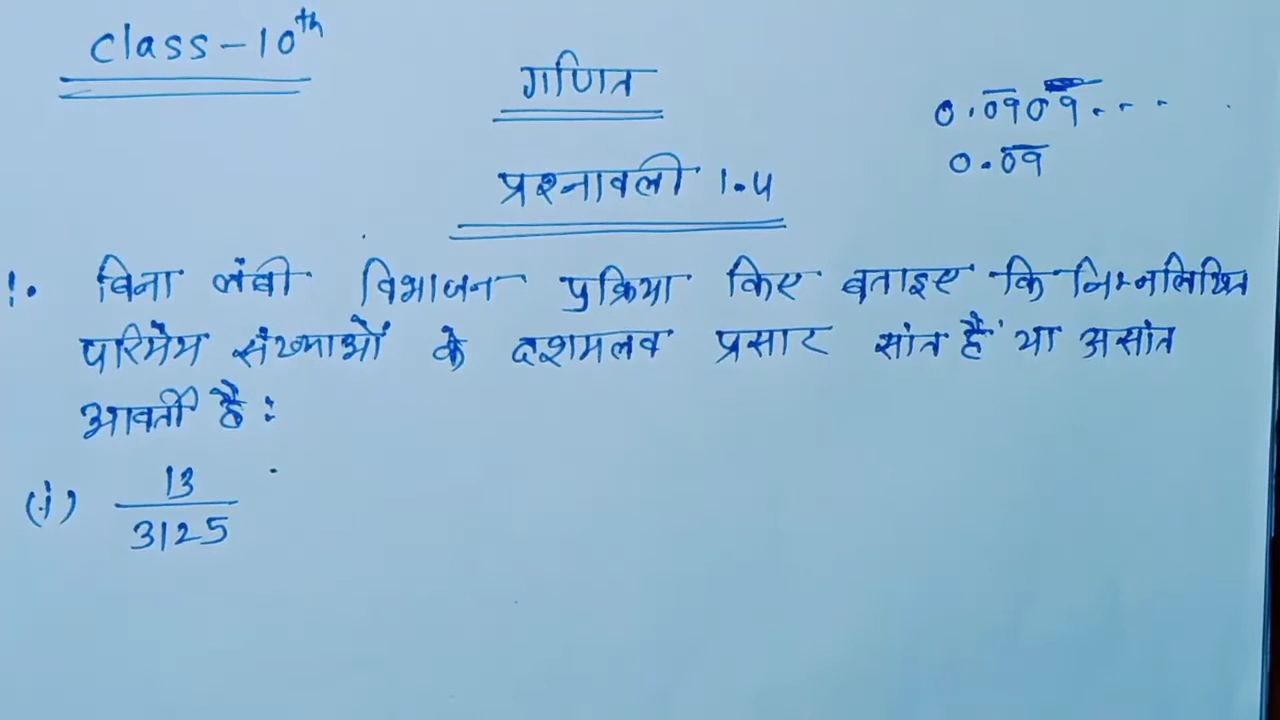 Class-10th
गणित
0.0909...
0.09
प्रश्नावली 1.4
1. बिना लंबी विभाजन प्रक्रिया किए बताइए कि निम्नलिखित
परिमेय संख्याओं के दशमलव प्रसार सांत हैं या असांत
आवर्ती हैं :
(i) 13
3125